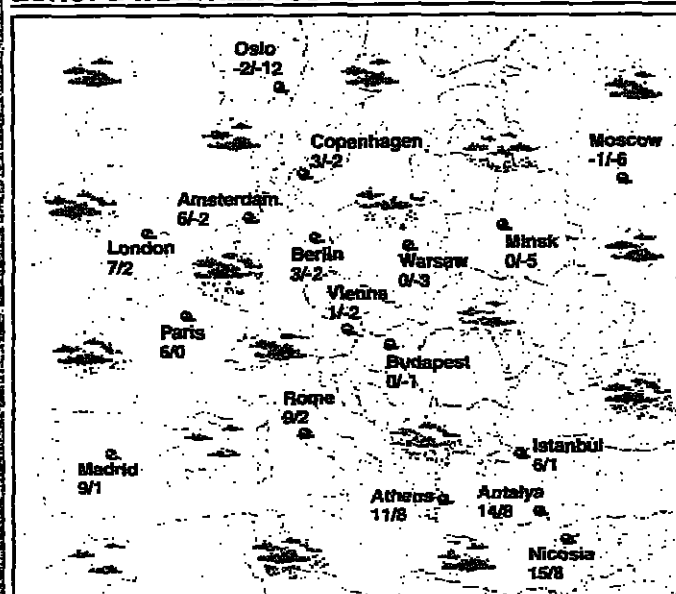 Oslo
-2/-12
Copenhagen
3/-2
Moscow
-1/-6
Amsterdam
6/-2
London
7/2
Berlin
3/-2
Warsaw
0/-3
Minsk
0/-5
Vienna
1/-2
Paris
6/0
Budapest
0/-1
Rome
9/2
Madrid
9/1
Istanbul
6/1
Athens
11/8
Antalya
14/8
Nicosia
15/8